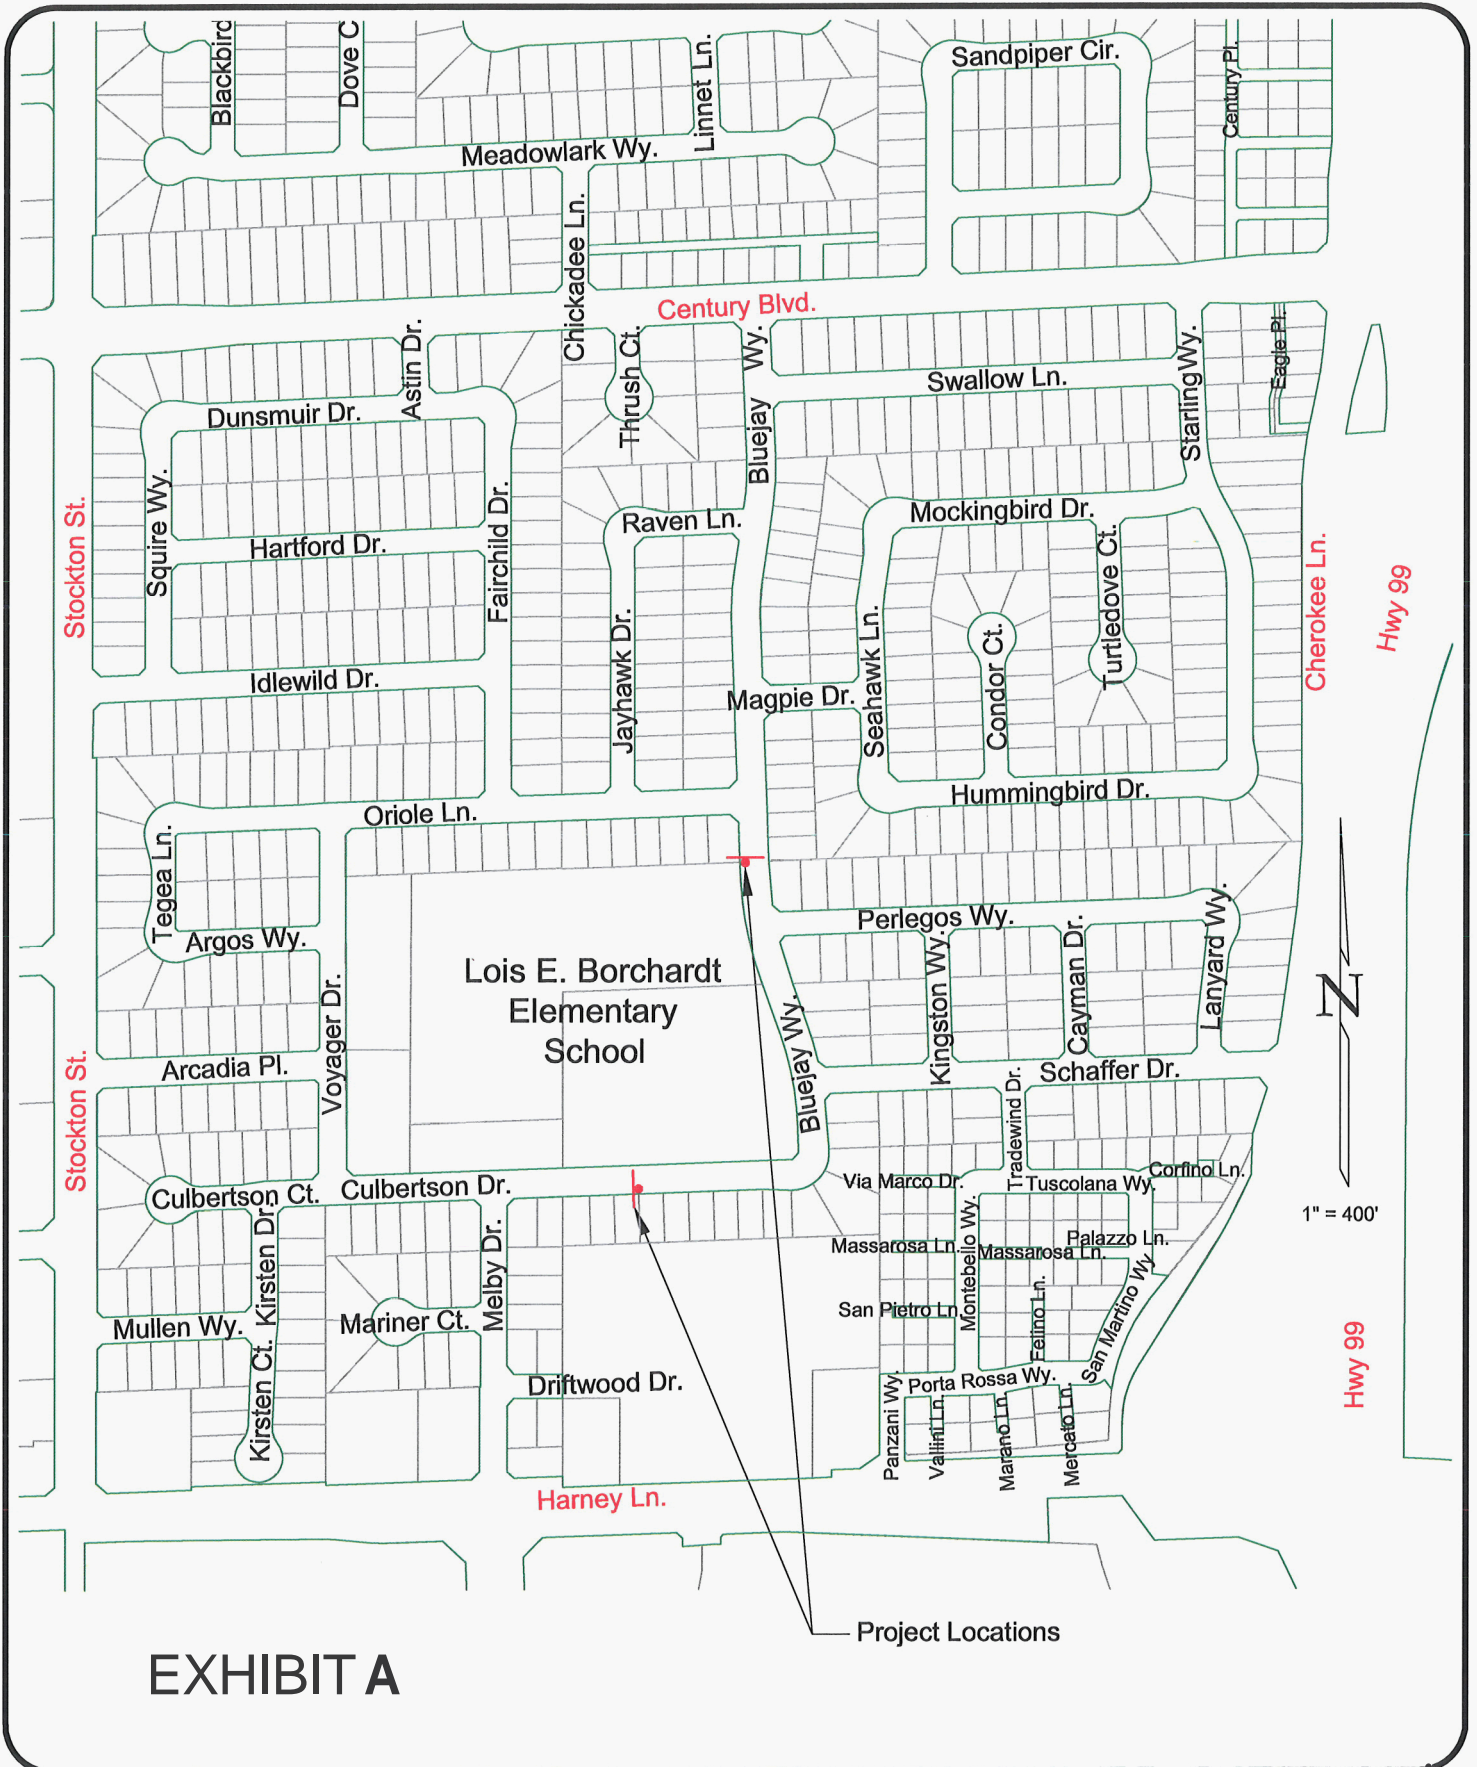 Blackbird
Dove C
Linnet Ln.
Sandpiper Cir.
Century Pl.
Meadowlark Wy.
Chickadee Ln.
Century Blvd.
Astin Dr.
Thrush Ct.
Bluejay Wy.
Swallow Ln.
Starling Wy.
Eagle Pl.
Dunsmuir Dr.
Squire Wy.
Fairchild Dr.
Stockton St.
Raven Ln.
Mockingbird Dr.
Hartford Dr.
Turtledove Ct.
Cherokee Ln.
Hwy 99
Jayhawk Dr.
Seahawk Ln.
Condor Ct.
Idlewild Dr.
Magpie Dr.
Hummingbird Dr.
Oriole Ln.
Tegea Ln.
Argos Wy.
Perlegos Wy.
Kingston Wy.
Cayman Dr.
Lanyard Wy.
Lois E. Borchardt
Elementary
School
Voyager Dr.
Bluejay Wy.
N
Arcadia Pl.
Schaffer Dr.
Stockton St.
Tradewind Dr.
Culbertson Ct.
Culbertson Dr.
Via Marco Dr.
Tuscolana Wy.
Corfino Ln.
1" = 400'
Kirsten Dr.
Melby Dr.
Massarosa Ln.
Montebello Wy.
Massarosa Ln.
Palazzo Ln.
San Pietro Ln.
Felino Ln.
San Martino Wy
Mullen Wy.
Mariner Ct.
Hwy 99
Kirsten Ct.
Driftwood Dr.
Porta Rossa Wy.
Panzani Wy.
Vallini Ln.
Marano Ln.
Mercato Ln.
Harney Ln.
Project Locations
EXHIBIT A